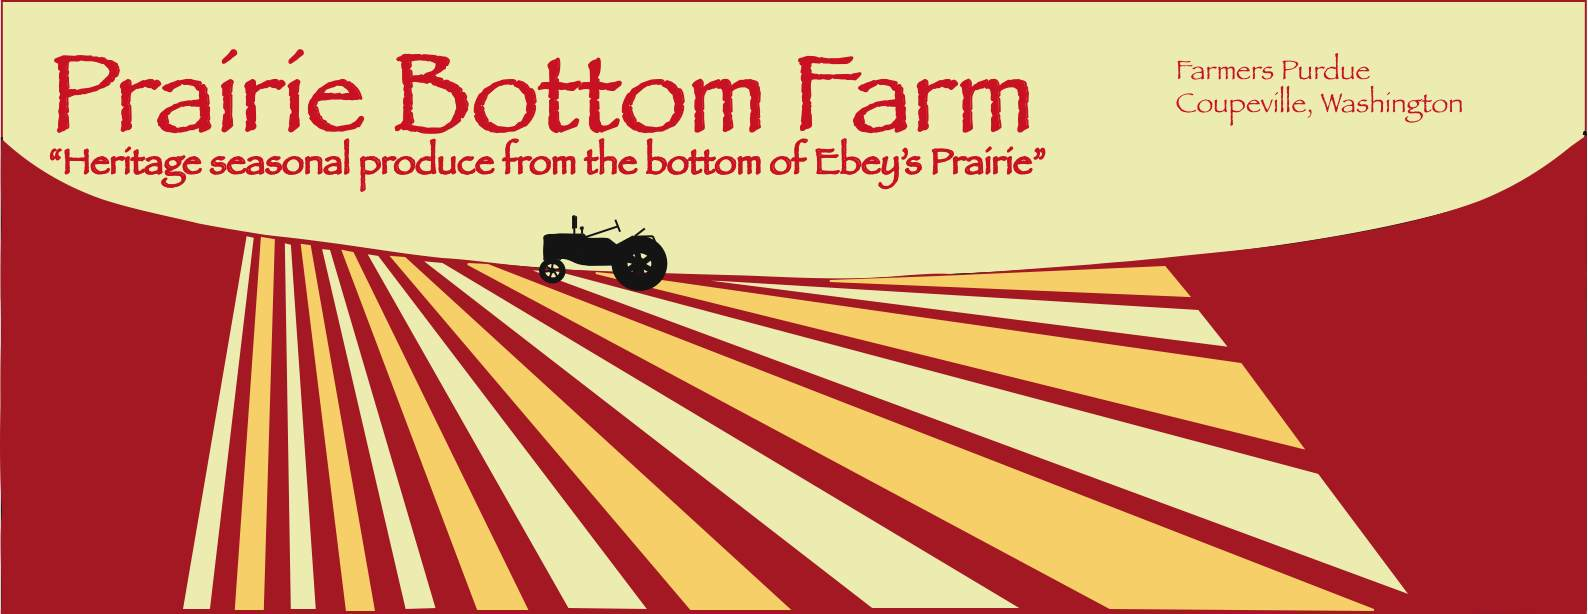 Prairie Bottom Farm
“Heritage seasonal produce from the bottom of Ebey’s Prairie”
Farmers Purdue
Coupeville, Washington